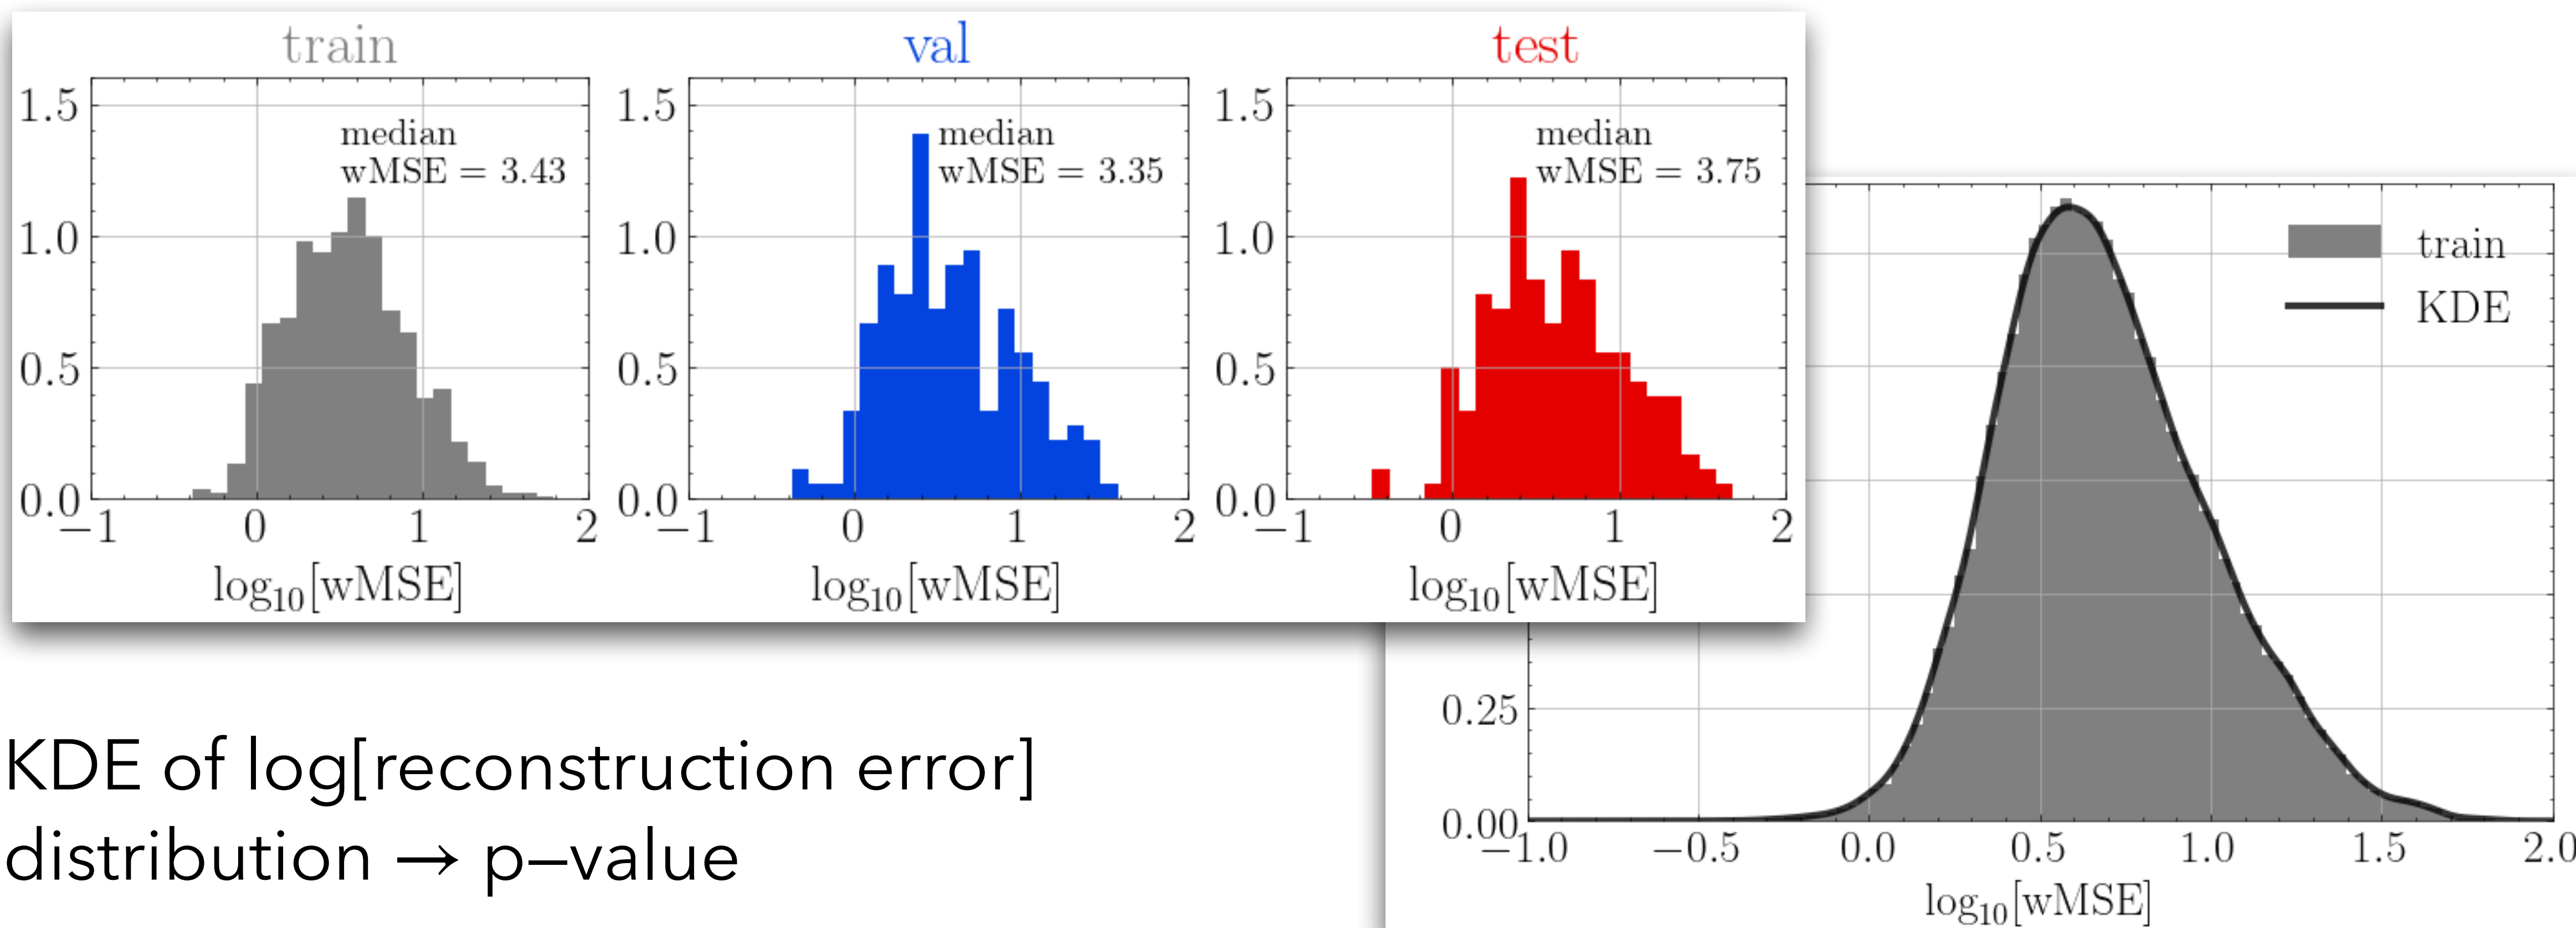 train
val
test
1.5
1.0
0.5
0.0
−1
0
1
2
median
wMSE = 3.43
log₁₀[wMSE]
1.5
1.0
0.5
0.0
−1
0
1
2
median
wMSE = 3.35
log₁₀[wMSE]
1.5
1.0
0.5
0.0
−1
0
1
2
median
wMSE = 3.75
log₁₀[wMSE]
train
KDE
0.25
0.00
−1.0
−0.5
0.0
0.5
1.0
1.5
2.0
log₁₀[wMSE]
KDE of log[reconstruction error]
distribution → p–value